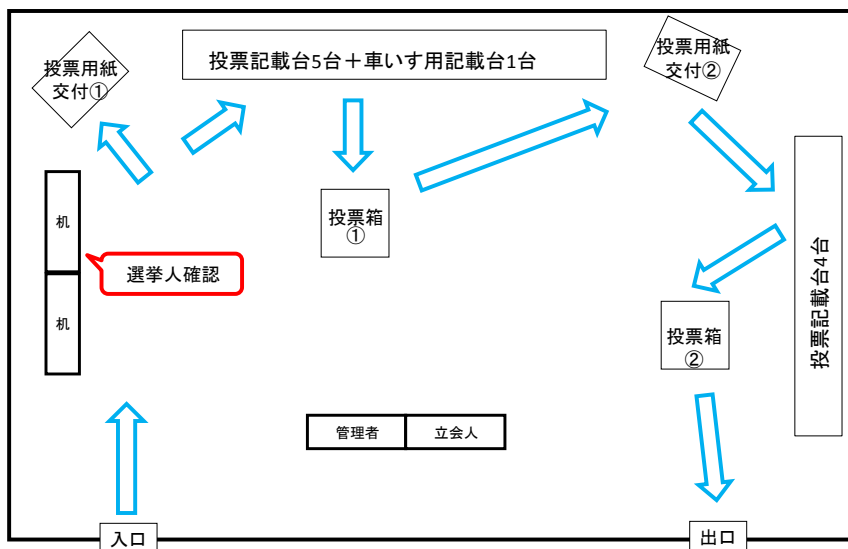 投票用紙
交付①
投票記載台5台＋車いす用記載台1台
投票用紙
交付②
机
選挙人確認
机
投票箱
①
投票箱
②
投票記載台4台
管理者
立会人
入口
出口